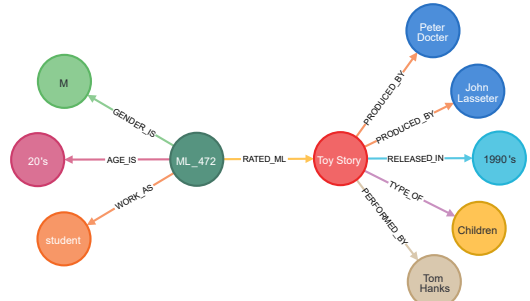 Peter
Docter
PRODUCED_BY
M
GENDER_IS
John
Lasseter
PRODUCED_BY
20's
AGE_IS
ML_472
RATED_ML
Toy Story
RELEASED_IN
1990's
WORK_AS
TYPE_OF
student
PERFORMED_BY
Children
Tom
Hanks